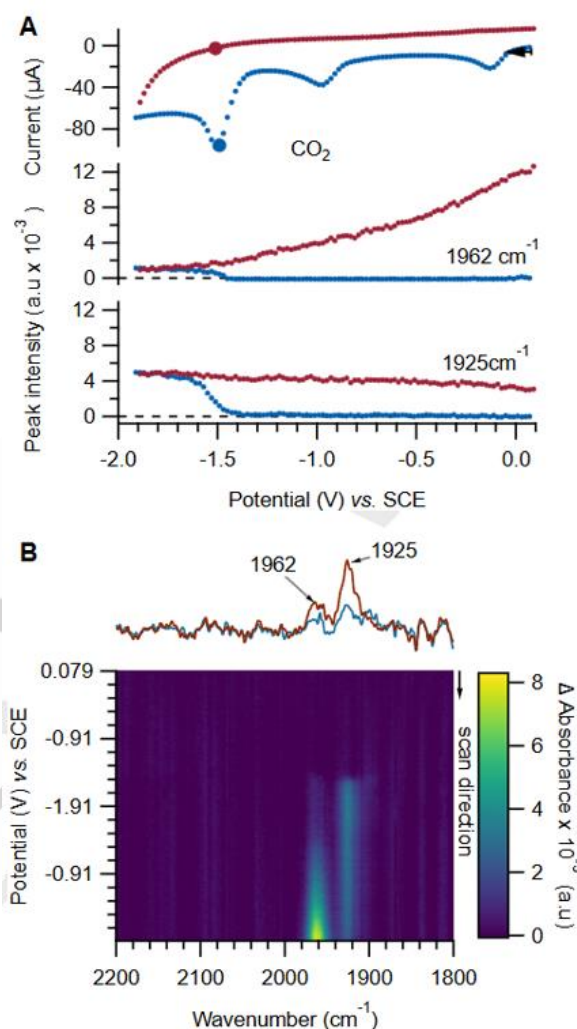 A
Current (μA)
0
-40
-80
CO₂
Peak intensity (a.u x 10⁻³)
12
8
4
0
1962 cm⁻¹
12
8
4
0
1925cm⁻¹
-2.0 -1.5 -1.0 -0.5 0.0
Potential (V) vs. SCE
B
1962
1925
Potential (V) vs. SCE
0.079
-0.91
-1.91
-0.91
scan direction
8
6
4
2
0
Δ Absorbance x 10⁻³ (a.u)
2200 2100 2000 1900 1800
Wavenumber (cm⁻¹)